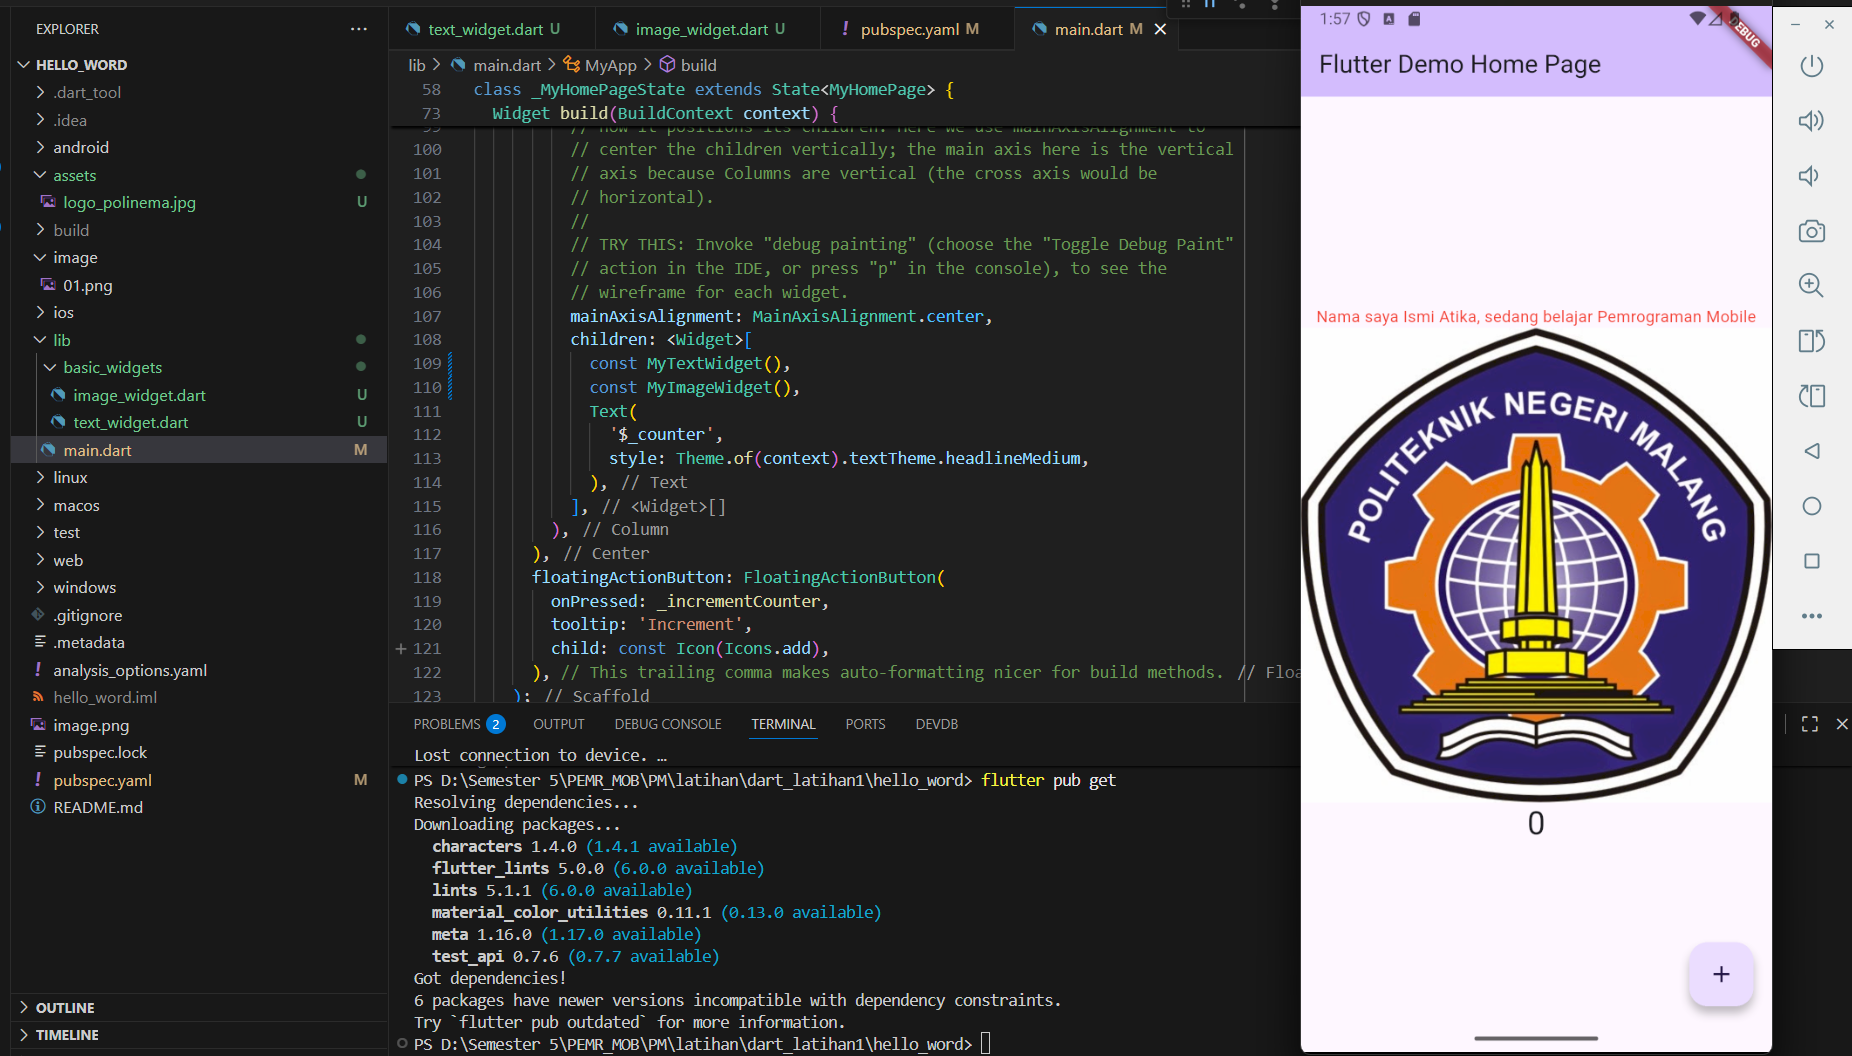 EXPLORER
HELLO_WORD
.dart_tool
.idea
android
assets
logo_polinema.jpg U
build
image
01.png
ios
lib
basic_widgets
image_widget.dart U
text_widget.dart U
main.dart M
linux
macos
test
web
windows
.gitignore
.metadata
analysis_options.yaml
hello_word.iml
image.png
pubspec.lock
pubspec.yaml M
README.md
OUTLINE
TIMELINE
text_widget.dart U image_widget.dart U pubspec.yaml M main.dart M
lib > main.dart > MyApp > build
58 class _MyHomePageState extends State<MyHomePage> {
73 Widget build(BuildContext context) {
99 // how it positions its children. Here we use mainAxisAlignment to
100 // center the children vertically; the main axis here is the vertical
101 // axis because Columns are vertical (the cross axis would be
102 // horizontal).
103 //
104 // TRY THIS: Invoke "debug painting" (choose the "Toggle Debug Paint"
105 // action in the IDE, or press "p" in the console), to see the
106 // wireframe for each widget.
107 mainAxisAlignment: MainAxisAlignment.center,
108 children: <Widget>[
109 const MyTextWidget(),
110 const MyImageWidget(),
111 Text(
112 '$_counter',
113 style: Theme.of(context).textTheme.headlineMedium,
114 ), // Text
115 ], // <Widget>[]
116 ), // Column
117 ), // Center
118 floatingActionButton: FloatingActionButton(
119 onPressed: _incrementCounter,
120 tooltip: 'Increment',
121 child: const Icon(Icons.add),
122 ), // This trailing comma makes auto-formatting nicer for build methods. // Floa
123 ); // Scaffold
PROBLEMS 2 OUTPUT DEBUG CONSOLE TERMINAL PORTS DEVDB
Lost connection to device. …
PS D:\Semester 5\PEMR_MOB\PM\latihan\dart_latihan1\hello_word> flutter pub get
Resolving dependencies...
Downloading packages...
characters 1.4.0 (1.4.1 available)
flutter_lints 5.0.0 (6.0.0 available)
lints 5.1.1 (6.0.0 available)
material_color_utilities 0.11.1 (0.13.0 available)
meta 1.16.0 (1.17.0 available)
test_api 0.7.6 (0.7.7 available)
Got dependencies!
6 packages have newer versions incompatible with dependency constraints.
Try `flutter pub outdated` for more information.
PS D:\Semester 5\PEMR_MOB\PM\latihan\dart_latihan1\hello_word>
1:57
DEBUG
Flutter Demo Home Page
Nama saya Ismi Atika, sedang belajar Pemrograman Mobile
POLITEKNIK NEGERI MALANG
0
+